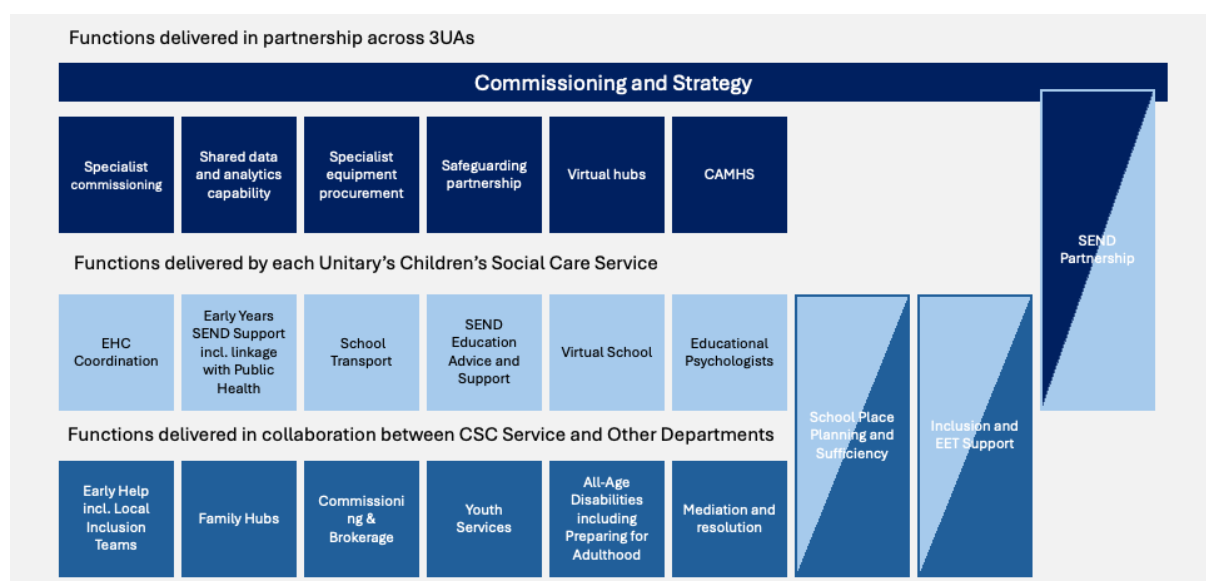 Functions delivered in partnership across 3UAs
Commissioning and Strategy
Specialist
commissioning
Shared data
and analytics
capability
Specialist
equipment
procurement
Safeguarding
partnership
Virtual hubs
CAMHS
SEND
Partnership
Functions delivered by each Unitary’s Children’s Social Care Service
EHC
Coordination
Early Years
SEND Support
incl. linkage
with Public
Health
School
Transport
SEND
Education
Advice and
Support
Virtual School
Educational
Psychologists
School Place
Planning and
Sufficiency
Inclusion and
EET Support
Functions delivered in collaboration between CSC Service and Other Departments
Early Help
incl. Local
Inclusion
Teams
Family Hubs
Commissioni
ng &
Brokerage
Youth
Services
All-Age
Disabilities
including
Preparing for
Adulthood
Mediation and
resolution